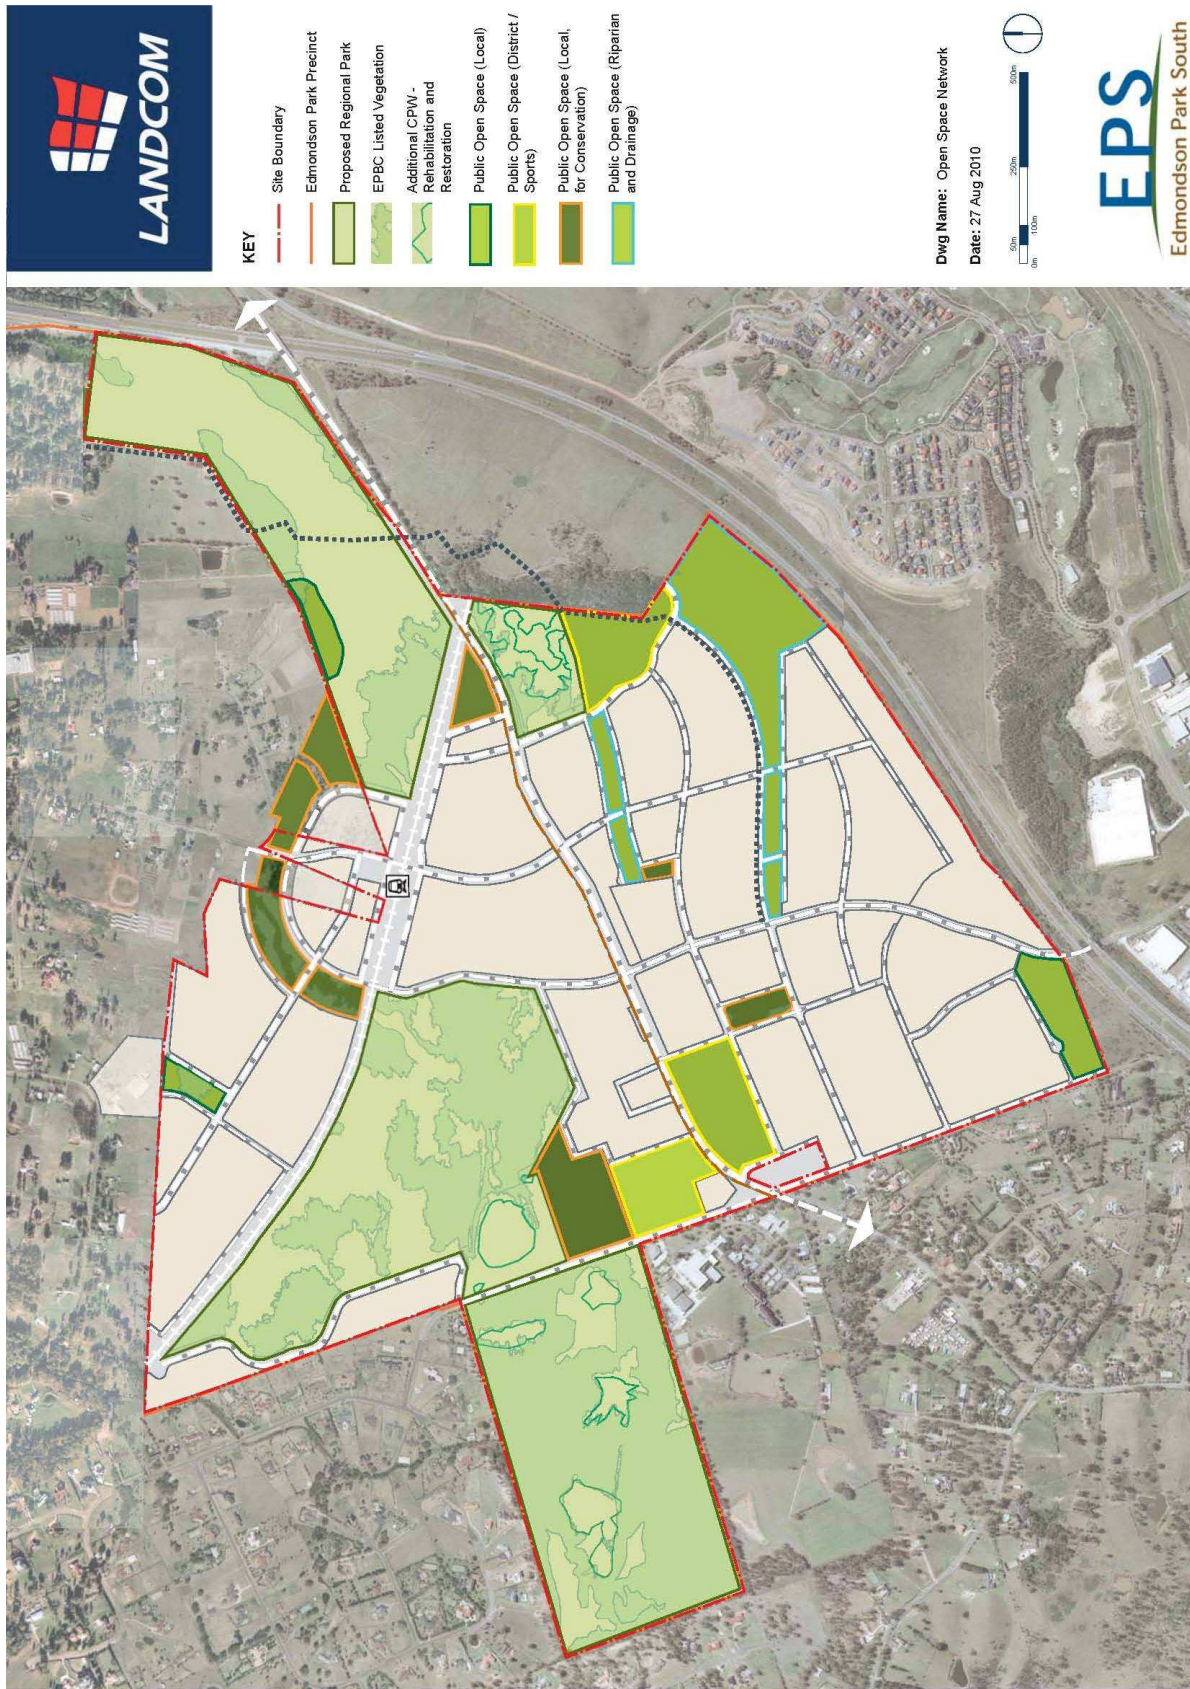 LANDCOM
KEY
Site Boundary
Edmondson Park Precinct
Proposed Regional Park
EPBC Listed Vegetation
Additional CPW -
Rehabilitation and
Restoration
Public Open Space (Local)
Public Open Space (District /
Sports)
Public Open Space (Local,
for Conservation)
Public Open Space (Riparian
and Drainage)
Dwg Name: Open Space Network
Date: 27 Aug 2010
0m 50m 100m 250m 500m
EPS
Edmondson Park South